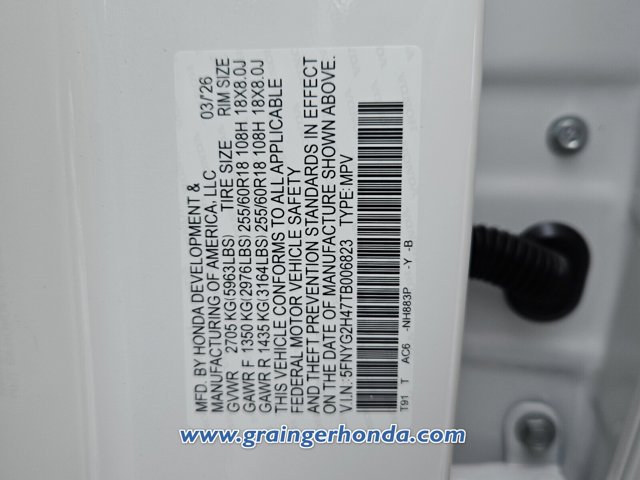 MFD. BY HONDA DEVELOPMENT & 03/26
MANUFACTURING OF AMERICA, LLC
GVWR 2705 KG(5963LBS) TIRE SIZE RIM SIZE
GAWR F 1350 KG(2976LBS) 255/60R18 108H 18X8.0J
GAWR R 1435 KG(3164LBS) 255/60R18 108H 18X8.0J
THIS VEHICLE CONFORMS TO ALL APPLICABLE
FEDERAL MOTOR VEHICLE SAFETY
AND THEFT PREVENTION STANDARDS IN EFFECT
ON THE DATE OF MANUFACTURE SHOWN ABOVE.
V.I.N.: 5FNYG2H47TB006823 TYPE: MPV
T91 T AC6 -NH883P -Y -B
www.graingerhonda.com